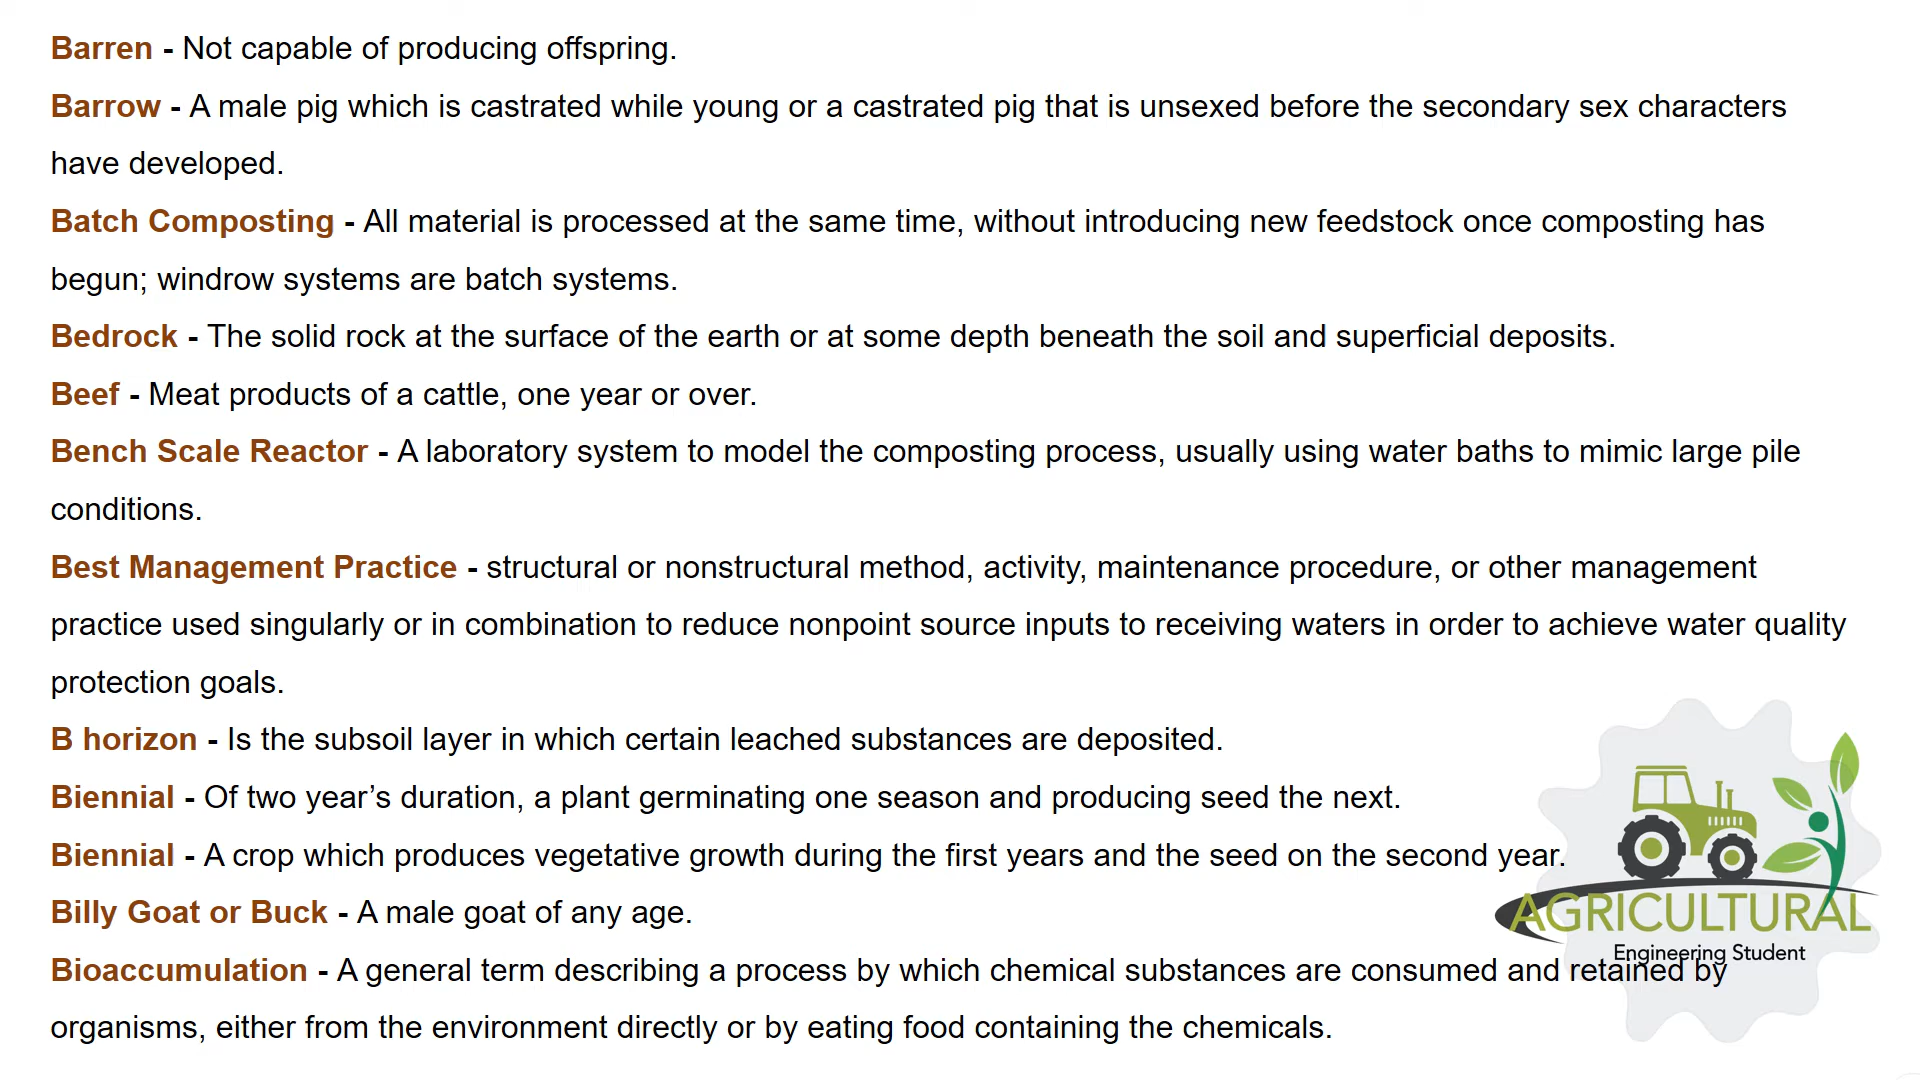 Barren - Not capable of producing offspring.
Barrow - A male pig which is castrated while young or a castrated pig that is unsexed before the secondary sex characters
have developed.
Batch Composting - All material is processed at the same time, without introducing new feedstock once composting has
begun; windrow systems are batch systems.
Bedrock - The solid rock at the surface of the earth or at some depth beneath the soil and superficial deposits.
Beef - Meat products of a cattle, one year or over.
Bench Scale Reactor - A laboratory system to model the composting process, usually using water baths to mimic large pile
conditions.
Best Management Practice - structural or nonstructural method, activity, maintenance procedure, or other management
practice used singularly or in combination to reduce nonpoint source inputs to receiving waters in order to achieve water quality
protection goals.
B horizon - Is the subsoil layer in which certain leached substances are deposited.
Biennial - Of two year’s duration, a plant germinating one season and producing seed the next.
Biennial - A crop which produces vegetative growth during the first years and the seed on the second year.
Billy Goat or Buck - A male goat of any age.
AGRICULTURAL
Engineering Student
Bioaccumulation - A general term describing a process by which chemical substances are consumed and retained by
organisms, either from the environment directly or by eating food containing the chemicals.